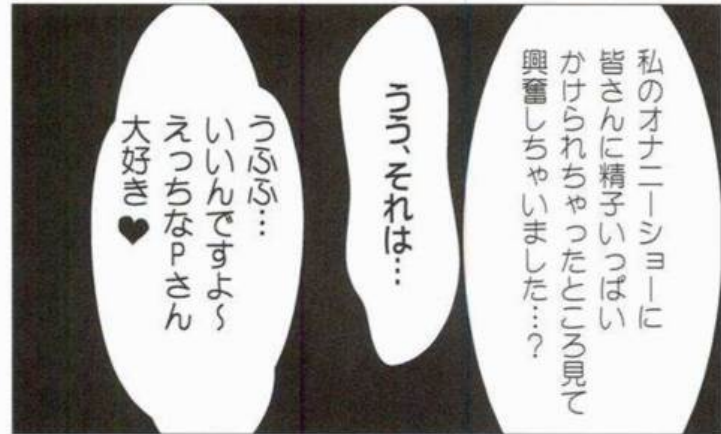 私のオナニーショーに
皆さんに精子いっぱい
かけられちゃったところ見て
興奮しちゃいました…?
うう、それは…
うふふ…
いいんですよ～
えっちなPさん
大好き♥